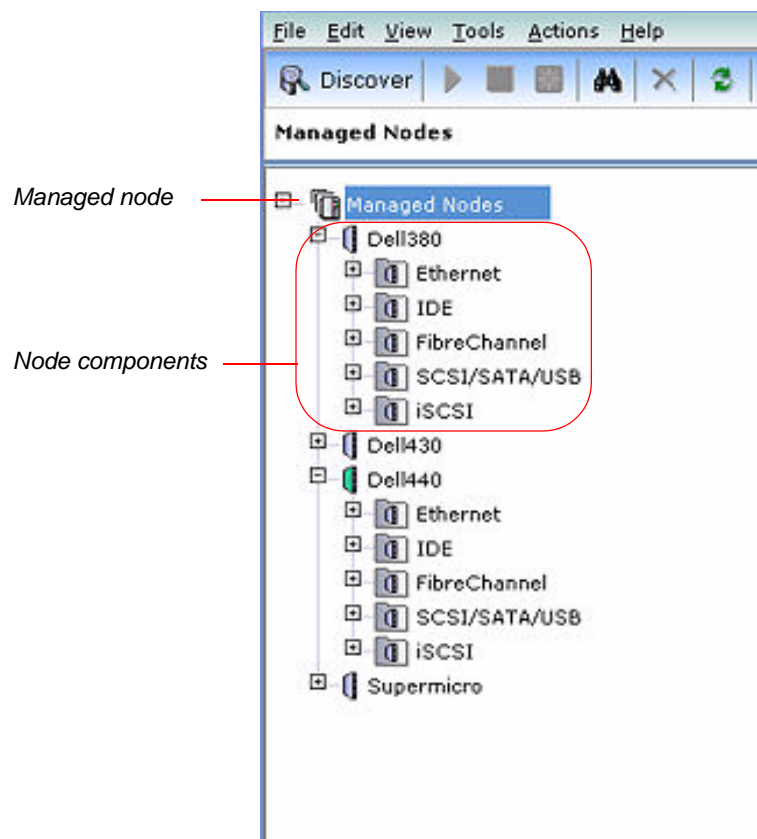 File Edit View Tools Actions Help
Discover
Managed Nodes
Managed node
Managed Nodes
Dell380
Ethernet
IDE
FibreChannel
Node components
SCSI/SATA/USB
iSCSI
Dell430
Dell440
Ethernet
IDE
FibreChannel
SCSI/SATA/USB
iSCSI
Supermicro